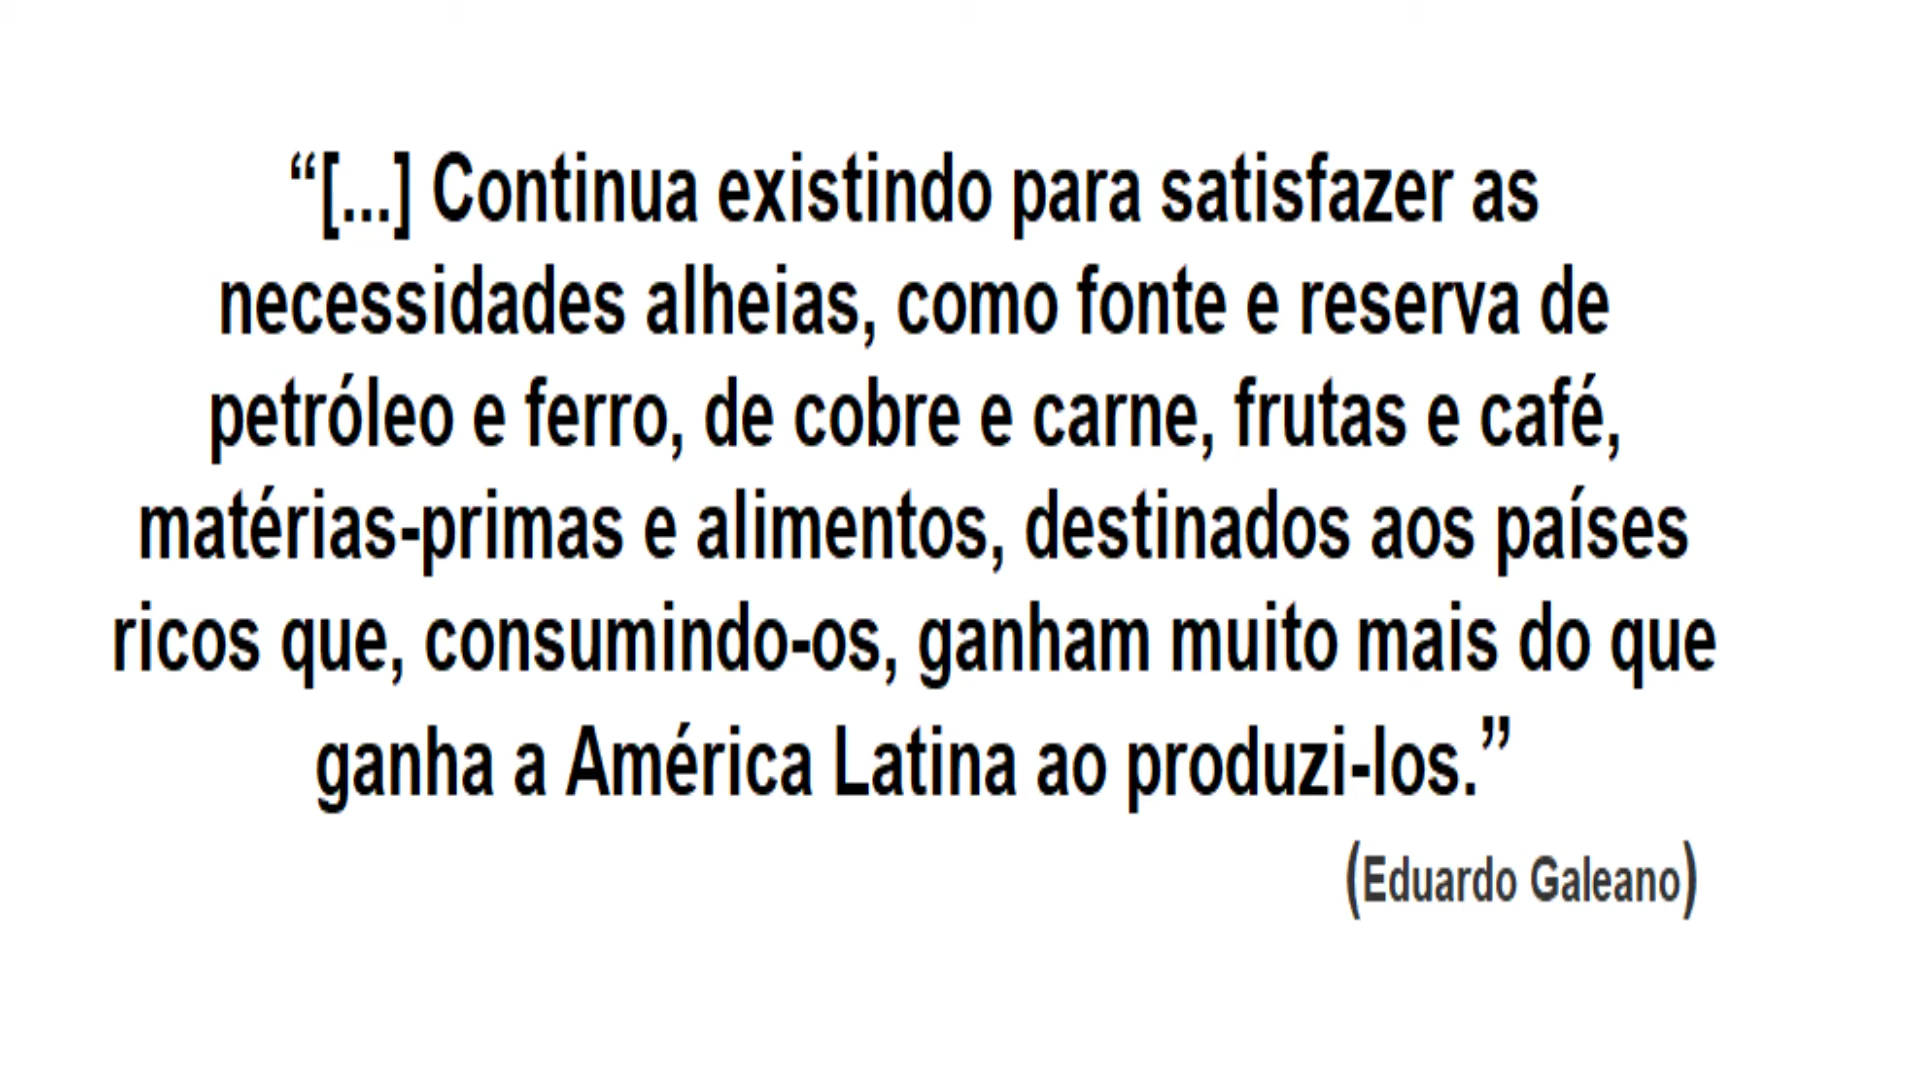 “[...] Continua existindo para satisfazer as
necessidades alheias, como fonte e reserva de
petróleo e ferro, de cobre e carne, frutas e café,
matérias-primas e alimentos, destinados aos países
ricos que, consumindo-os, ganham muito mais do que
ganha a América Latina ao produzi-los.”
(Eduardo Galeano)